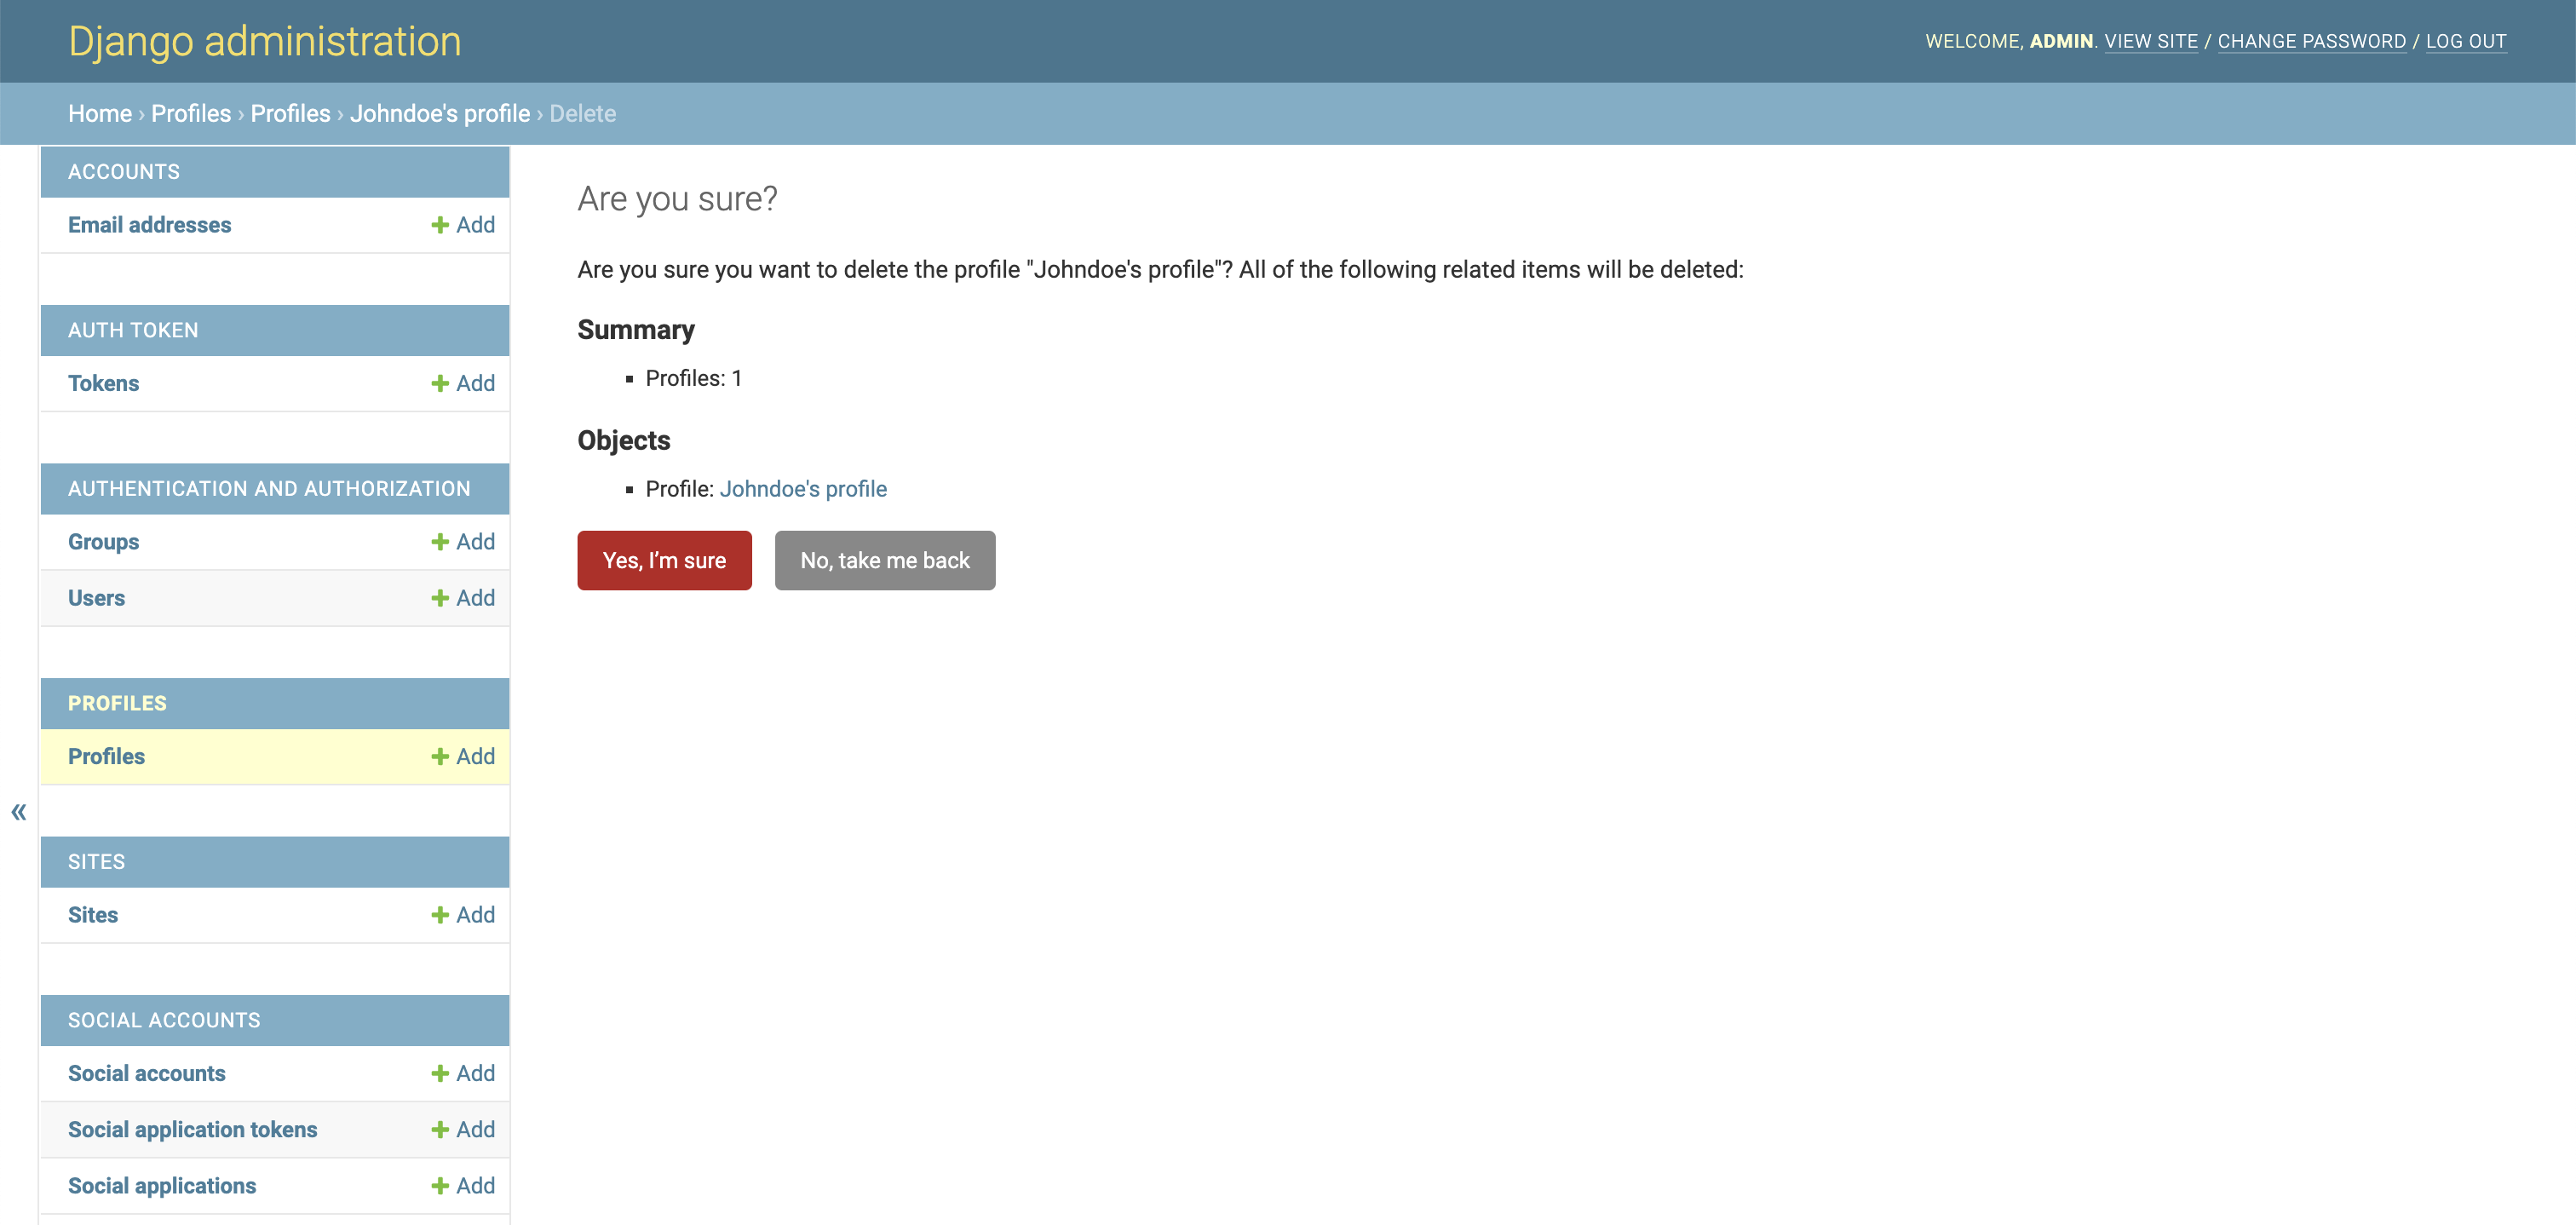 Django administration
WELCOME, ADMIN. VIEW SITE / CHANGE PASSWORD / LOG OUT
Home › Profiles › Profiles › Johndoe's profile › Delete
ACCOUNTS
Email addresses
Add
AUTH TOKEN
Tokens
Add
AUTHENTICATION AND AUTHORIZATION
Groups
Add
Users
Add
PROFILES
Profiles
Add
«
SITES
Sites
Add
SOCIAL ACCOUNTS
Social accounts
Add
Social application tokens
Add
Social applications
Add
Are you sure?
Are you sure you want to delete the profile "Johndoe's profile"? All of the following related items will be deleted:
Summary
▪ Profiles: 1
Objects
▪ Profile: Johndoe's profile
Yes, I’m sure
No, take me back